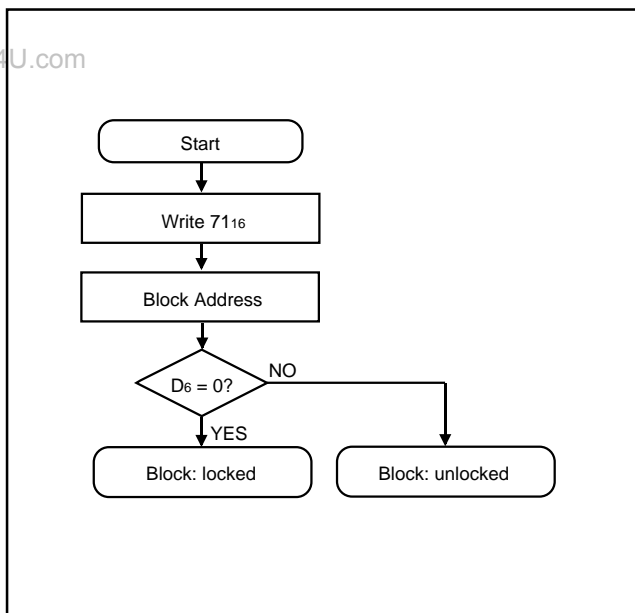 4U.com
Start
Write 71₁₆
Block Address
D₆ = 0?
NO
YES
Block: locked
Block: unlocked